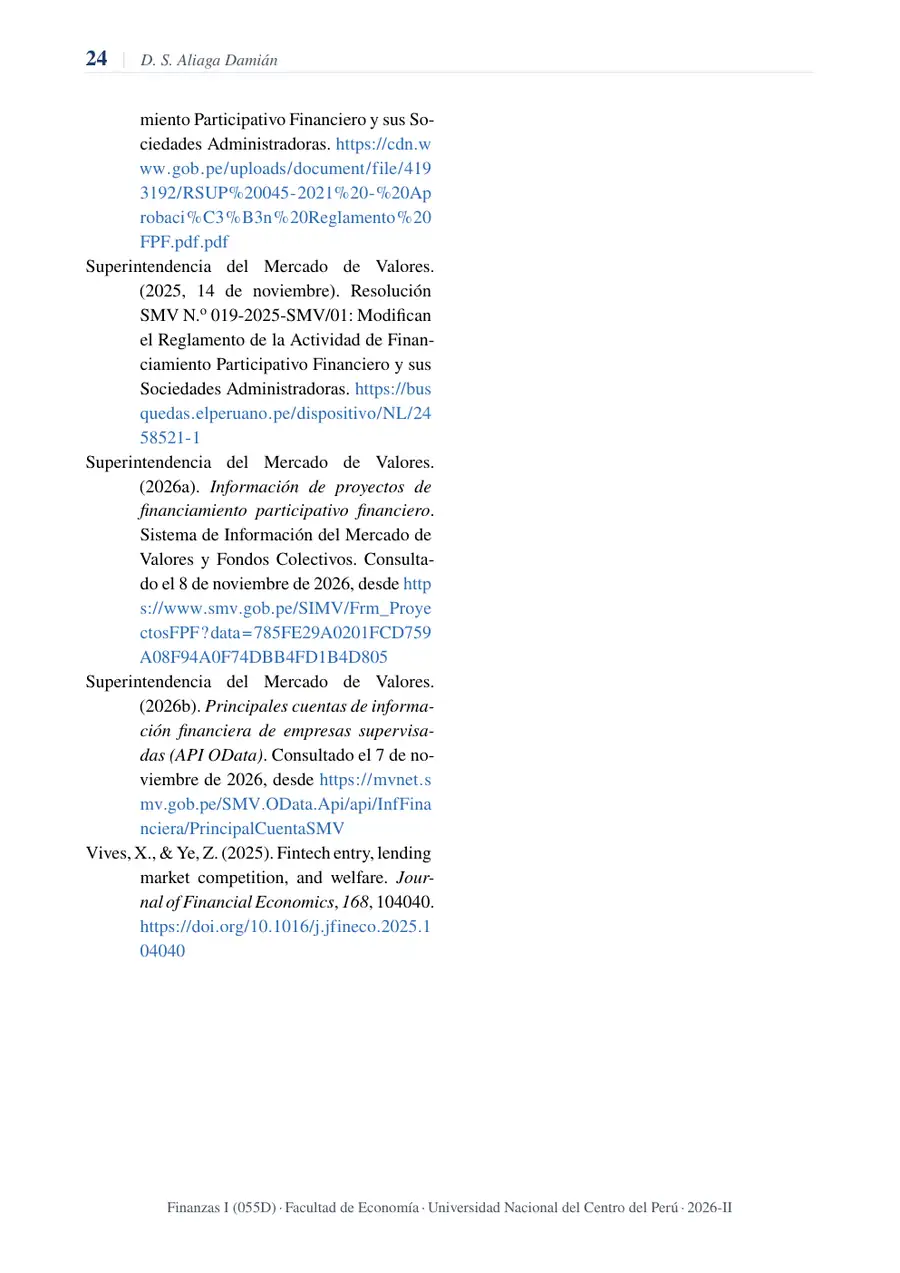 24 | D. S. Aliaga Damián
miento Participativo Financiero y sus So-
ciedades Administradoras. https://cdn.w
ww.gob.pe/uploads/document/file/419
3192/RSUP%20045-2021%20-%20Ap
robaci%C3%B3n%20Reglamento%20
FPF.pdf.pdf
Superintendencia del Mercado de Valores.
(2025, 14 de noviembre). Resolución
SMV N.º 019-2025-SMV/01: Modifican
el Reglamento de la Actividad de Finan-
ciamiento Participativo Financiero y sus
Sociedades Administradoras. https://bus
quedas.elperuano.pe/dispositivo/NL/24
58521-1
Superintendencia del Mercado de Valores.
(2026a). Información de proyectos de
financiamiento participativo financiero.
Sistema de Información del Mercado de
Valores y Fondos Colectivos. Consulta-
do el 8 de noviembre de 2026, desde http
s://www.smv.gob.pe/SIMV/Frm_Proye
ctosFPF?data=785FE29A0201FCD759
A08F94A0F74DBB4FD1B4D805
Superintendencia del Mercado de Valores.
(2026b). Principales cuentas de informa-
ción financiera de empresas supervisa-
das (API OData). Consultado el 7 de no-
viembre de 2026, desde https://mvnet.s
mv.gob.pe/SMV.OData.Api/api/InfFina
nciera/PrincipalCuentaSMV
Vives, X., & Ye, Z. (2025). Fintech entry, lending
market competition, and welfare. Jour-
nal of Financial Economics, 168, 104040.
https://doi.org/10.1016/j.jfineco.2025.1
04040
Finanzas I (055D) · Facultad de Economía · Universidad Nacional del Centro del Perú · 2026-II